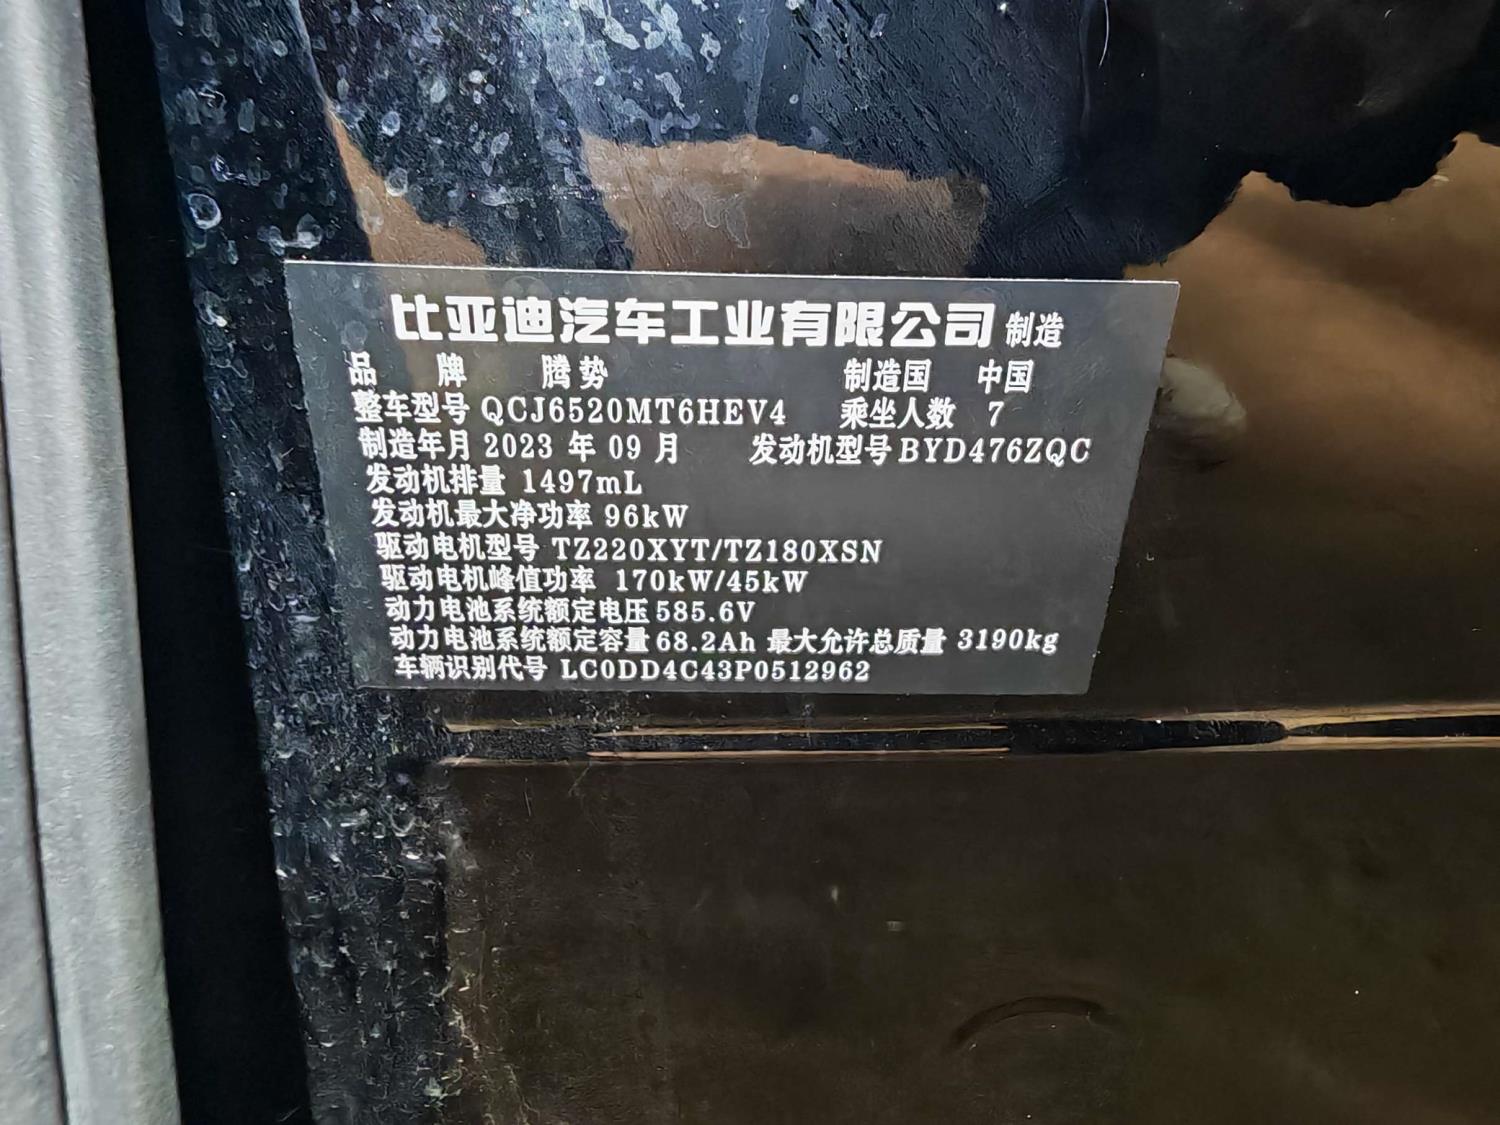 比亚迪汽车工业有限公司 制造
品 牌 腾势 制造国 中国
整车型号 QCJ6520MT6HEV4 乘坐人数 7
制造年月 2023 年 09 月 发动机型号 BYD476ZQC
发动机排量 1497mL
发动机最大净功率 96kW
驱动电机型号 TZ220XYT/TZ180XSN
驱动电机峰值功率 170kW/45kW
动力电池系统额定电压 585.6V
动力电池系统额定容量 68.2Ah 最大允许总质量 3190kg
车辆识别代号 LC0DD4C43P0512962